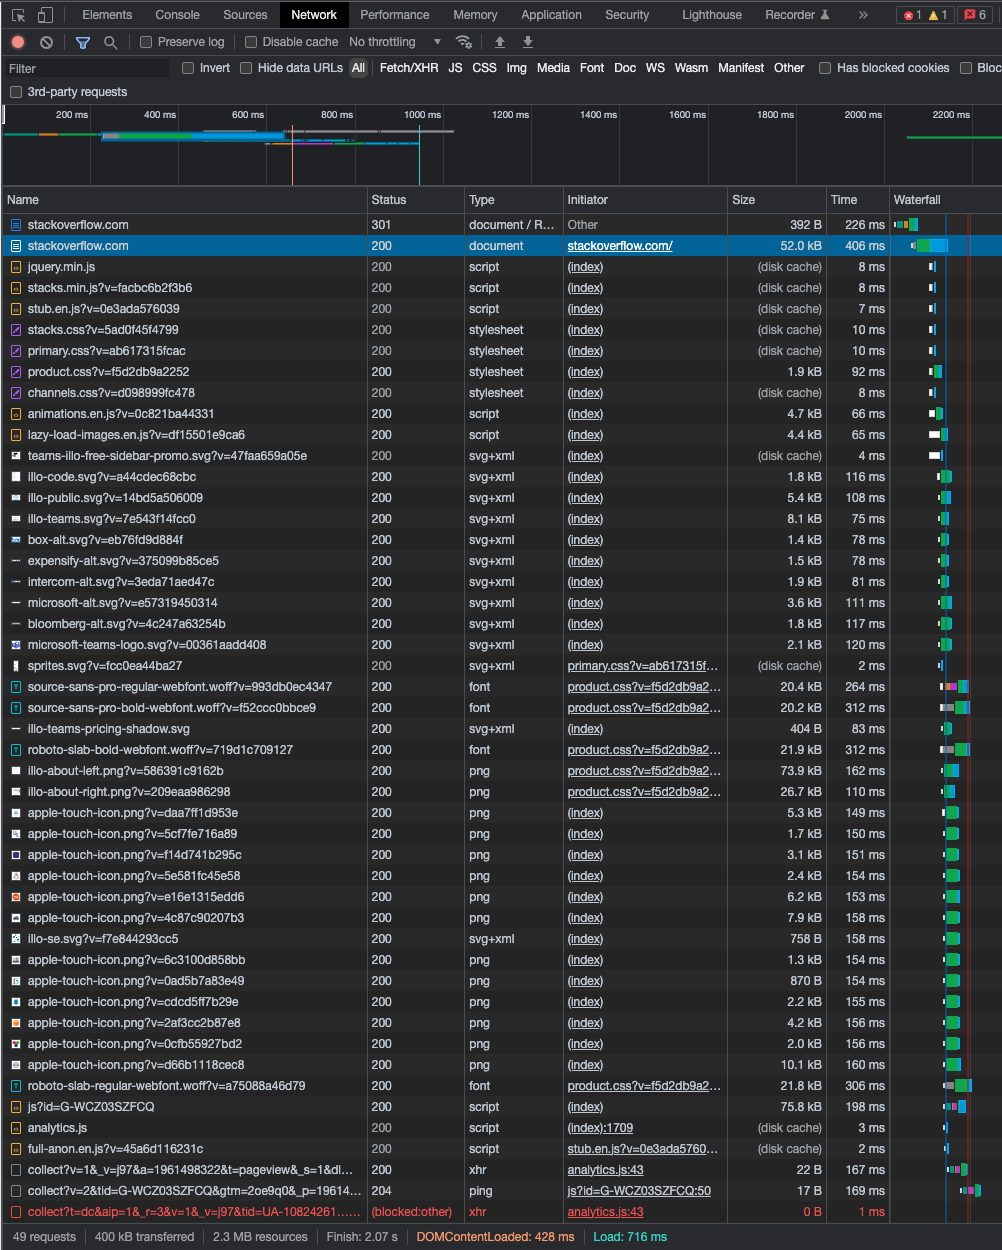 Elements Console Sources Network Performance Memory Application Security Lighthouse Recorder » 1 1 6
Preserve log Disable cache No throttling
Filter Invert Hide data URLs All Fetch/XHR JS CSS Img Media Font Doc WS Wasm Manifest Other Has blocked cookies Bloc
3rd-party requests
200 ms 400 ms 600 ms 800 ms 1000 ms 1200 ms 1400 ms 1600 ms 1800 ms 2000 ms 2200 ms
Name Status Type Initiator Size Time Waterfall
stackoverflow.com 301 document / R... Other 392 B 226 ms
stackoverflow.com 200 document stackoverflow.com/ 52.0 kB 406 ms
jquery.min.js 200 script (index) (disk cache) 8 ms
stacks.min.js?v=facbc6b2f3b6 200 script (index) (disk cache) 8 ms
stub.en.js?v=0e3ada576039 200 script (index) (disk cache) 7 ms
stacks.css?v=5ad0f45f4799 200 stylesheet (index) (disk cache) 10 ms
primary.css?v=ab617315fcac 200 stylesheet (index) (disk cache) 10 ms
product.css?v=f5d2db9a2252 200 stylesheet (index) 1.9 kB 92 ms
channels.css?v=d098999fc478 200 stylesheet (index) (disk cache) 8 ms
animations.en.js?v=0c821ba44331 200 script (index) 4.7 kB 66 ms
lazy-load-images.en.js?v=df15501e9ca6 200 script (index) 4.4 kB 65 ms
teams-illo-free-sidebar-promo.svg?v=47faa659a05e 200 svg+xml (index) (disk cache) 4 ms
illo-code.svg?v=a44cdec68cbc 200 svg+xml (index) 1.8 kB 116 ms
illo-public.svg?v=14bd5a506009 200 svg+xml (index) 5.4 kB 108 ms
illo-teams.svg?v=7e543f14fcc0 200 svg+xml (index) 8.1 kB 75 ms
box-alt.svg?v=eb76fd9d884f 200 svg+xml (index) 1.4 kB 78 ms
expensify-alt.svg?v=375099b85ce5 200 svg+xml (index) 1.5 kB 78 ms
intercom-alt.svg?v=3eda71aed47c 200 svg+xml (index) 1.9 kB 81 ms
microsoft-alt.svg?v=e57319450314 200 svg+xml (index) 3.6 kB 111 ms
bloomberg-alt.svg?v=4c247a63254b 200 svg+xml (index) 1.8 kB 117 ms
microsoft-teams-logo.svg?v=00361aadd408 200 svg+xml (index) 2.1 kB 120 ms
sprites.svg?v=fcc0ea44ba27 200 svg+xml primary.css?v=ab617315f... (disk cache) 2 ms
source-sans-pro-regular-webfont.woff?v=993db0ec4347 200 font product.css?v=f5d2db9a2... 20.4 kB 264 ms
source-sans-pro-bold-webfont.woff?v=f52ccc0bbce9 200 font product.css?v=f5d2db9a2... 20.2 kB 312 ms
illo-teams-pricing-shadow.svg 200 svg+xml (index) 404 B 83 ms
roboto-slab-bold-webfont.woff?v=719d1c709127 200 font product.css?v=f5d2db9a2... 21.9 kB 312 ms
illo-about-left.png?v=586391c9162b 200 png product.css?v=f5d2db9a2... 73.9 kB 162 ms
illo-about-right.png?v=209eaa986298 200 png product.css?v=f5d2db9a2... 26.7 kB 110 ms
apple-touch-icon.png?v=daa7ff1d953e 200 png (index) 5.3 kB 149 ms
apple-touch-icon.png?v=5cf7fe716a89 200 png (index) 1.7 kB 150 ms
apple-touch-icon.png?v=f14d741b295c 200 png (index) 3.1 kB 151 ms
apple-touch-icon.png?v=5e581fc45e58 200 png (index) 2.4 kB 154 ms
apple-touch-icon.png?v=e16e1315edd6 200 png (index) 6.2 kB 153 ms
apple-touch-icon.png?v=4c87c90207b3 200 png (index) 7.9 kB 158 ms
illo-se.svg?v=f7e844293cc5 200 svg+xml (index) 758 B 158 ms
apple-touch-icon.png?v=6c3100d858bb 200 png (index) 1.3 kB 154 ms
apple-touch-icon.png?v=0ad5b7a83e49 200 png (index) 870 B 154 ms
apple-touch-icon.png?v=cdcd5ff7b29e 200 png (index) 2.2 kB 155 ms
apple-touch-icon.png?v=2af3cc2b87e8 200 png (index) 4.2 kB 156 ms
apple-touch-icon.png?v=0cfb55927bd2 200 png (index) 2.0 kB 156 ms
apple-touch-icon.png?v=d66b1118cec8 200 png (index) 10.1 kB 160 ms
roboto-slab-regular-webfont.woff?v=a75088a46d79 200 font product.css?v=f5d2db9a2... 21.8 kB 306 ms
js?id=G-WCZ03SZFCQ 200 script (index) 75.8 kB 198 ms
analytics.js 200 script (index):1709 (disk cache) 3 ms
full-anon.en.js?v=45a6d116231c 200 script stub.en.js?v=0e3ada5760... (disk cache) 2 ms
collect?v=1&_v=j97&a=1961498322&t=pageview&_s=1&dl... 200 xhr analytics.js:43 22 B 167 ms
collect?v=2&tid=G-WCZ03SZFCQ&gtm=2oe9q0&_p=19614... 204 ping js?id=G-WCZ03SZFCQ:50 17 B 169 ms
collect?t=dc&aip=1&_r=3&v=1&_v=j97&tid=UA-10824261...... (blocked:other) xhr analytics.js:43 0 B 1 ms
49 requests 400 kB transferred 2.3 MB resources Finish: 2.07 s DOMContentLoaded: 428 ms Load: 716 ms